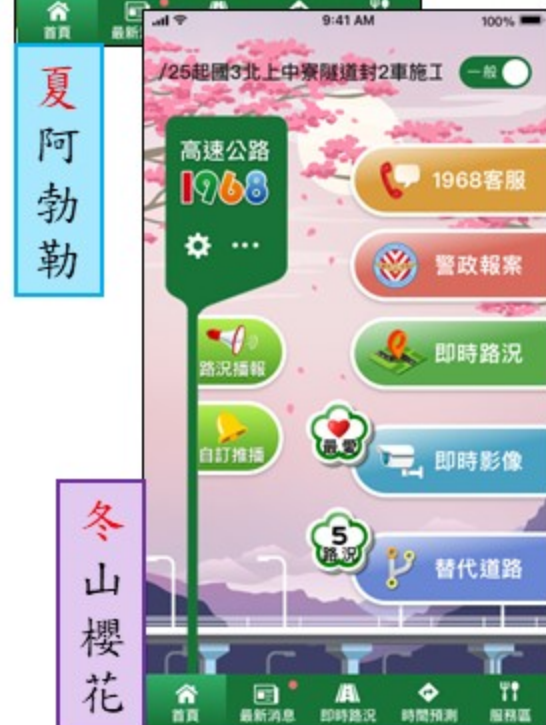 首頁
最新
夏阿勃勒
9:41 AM
100%
/25起國3北上中寮隧道封2車施工
一般
高速公路
1968
1968客服
警政報案
路況播報
即時路況
自訂推播
最愛
即時影像
5
路況
替代道路
冬山櫻花
首頁
最新消息
即時路況
時間預測
服務區